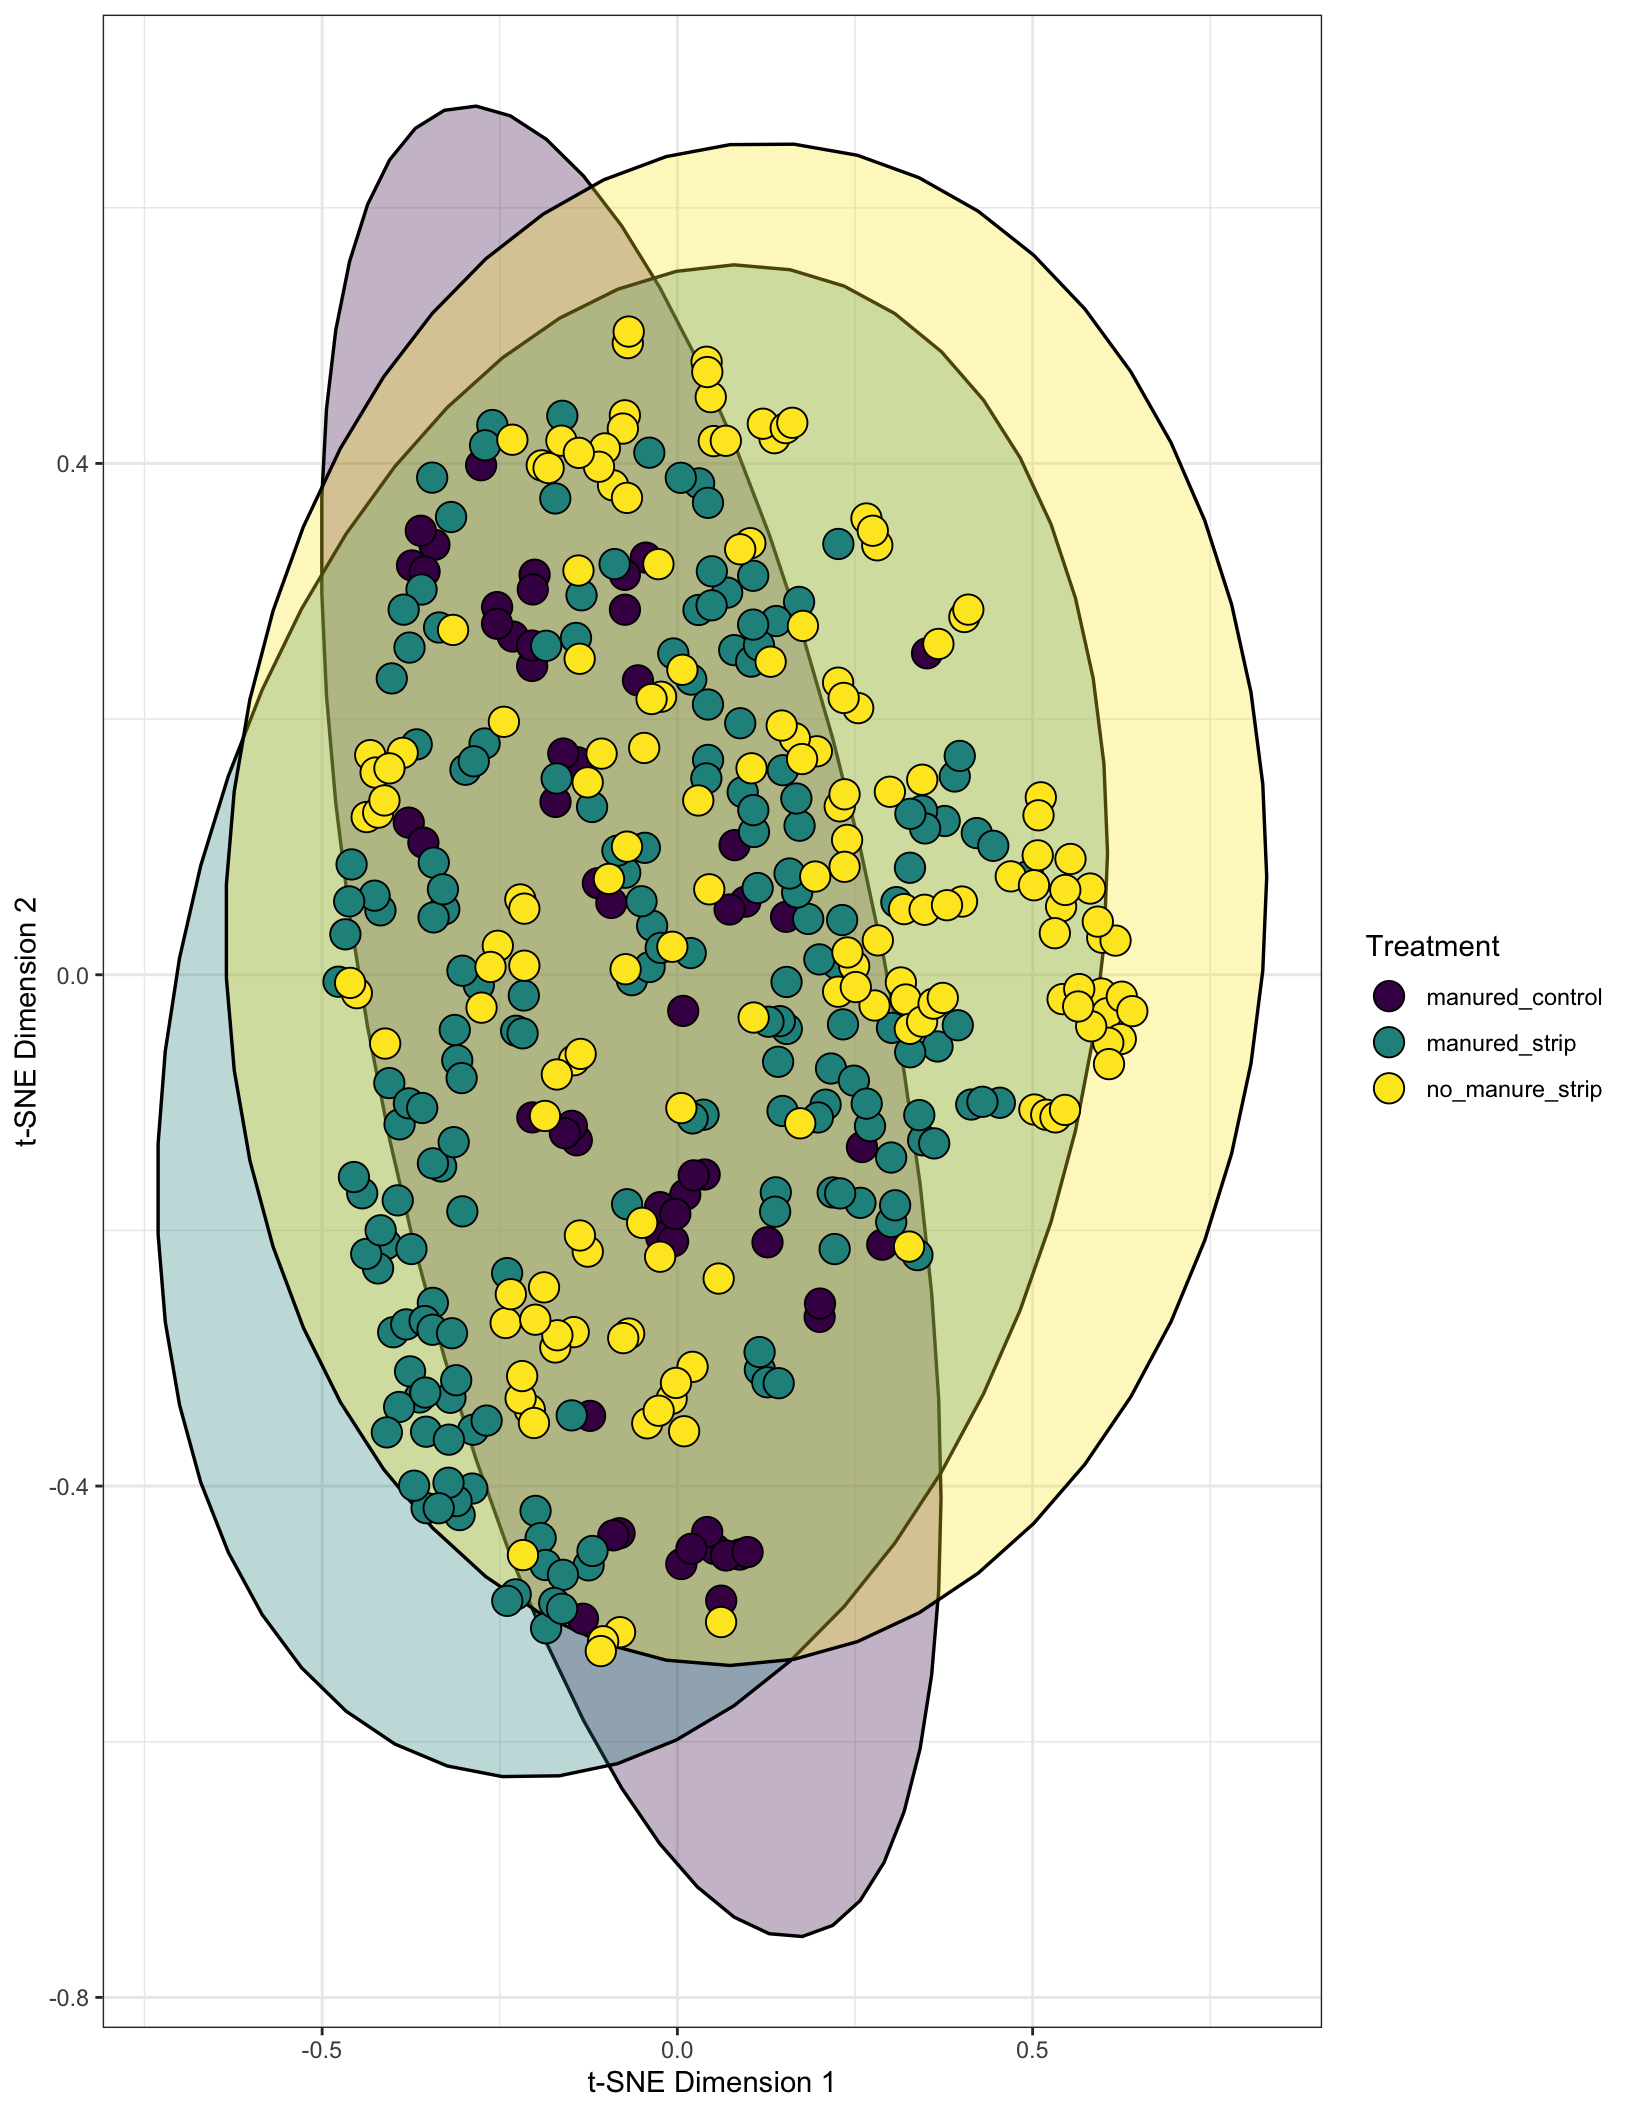 t-SNE Dimension 2
0.4
0.0
-0.4
-0.8
-0.5
0.0
0.5
t-SNE Dimension 1
Treatment
manured_control
manured_strip
no_manure_strip